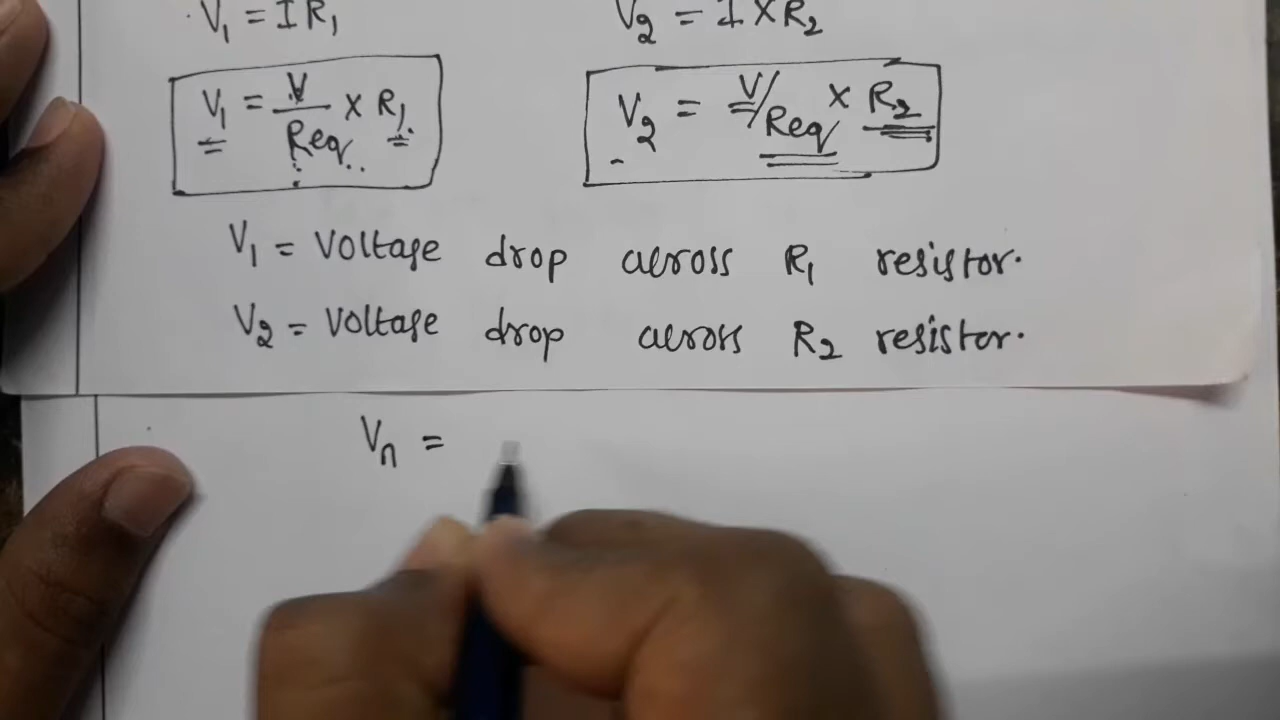 V₁ = I R₁
V₂ = I × R₂
V₁ = V/Req × R₁
V₂ = V/Req × R₂
V₁ = Voltage drop across R₁ resistor.
V₂ = Voltage drop across R₂ resistor.
Vₙ =